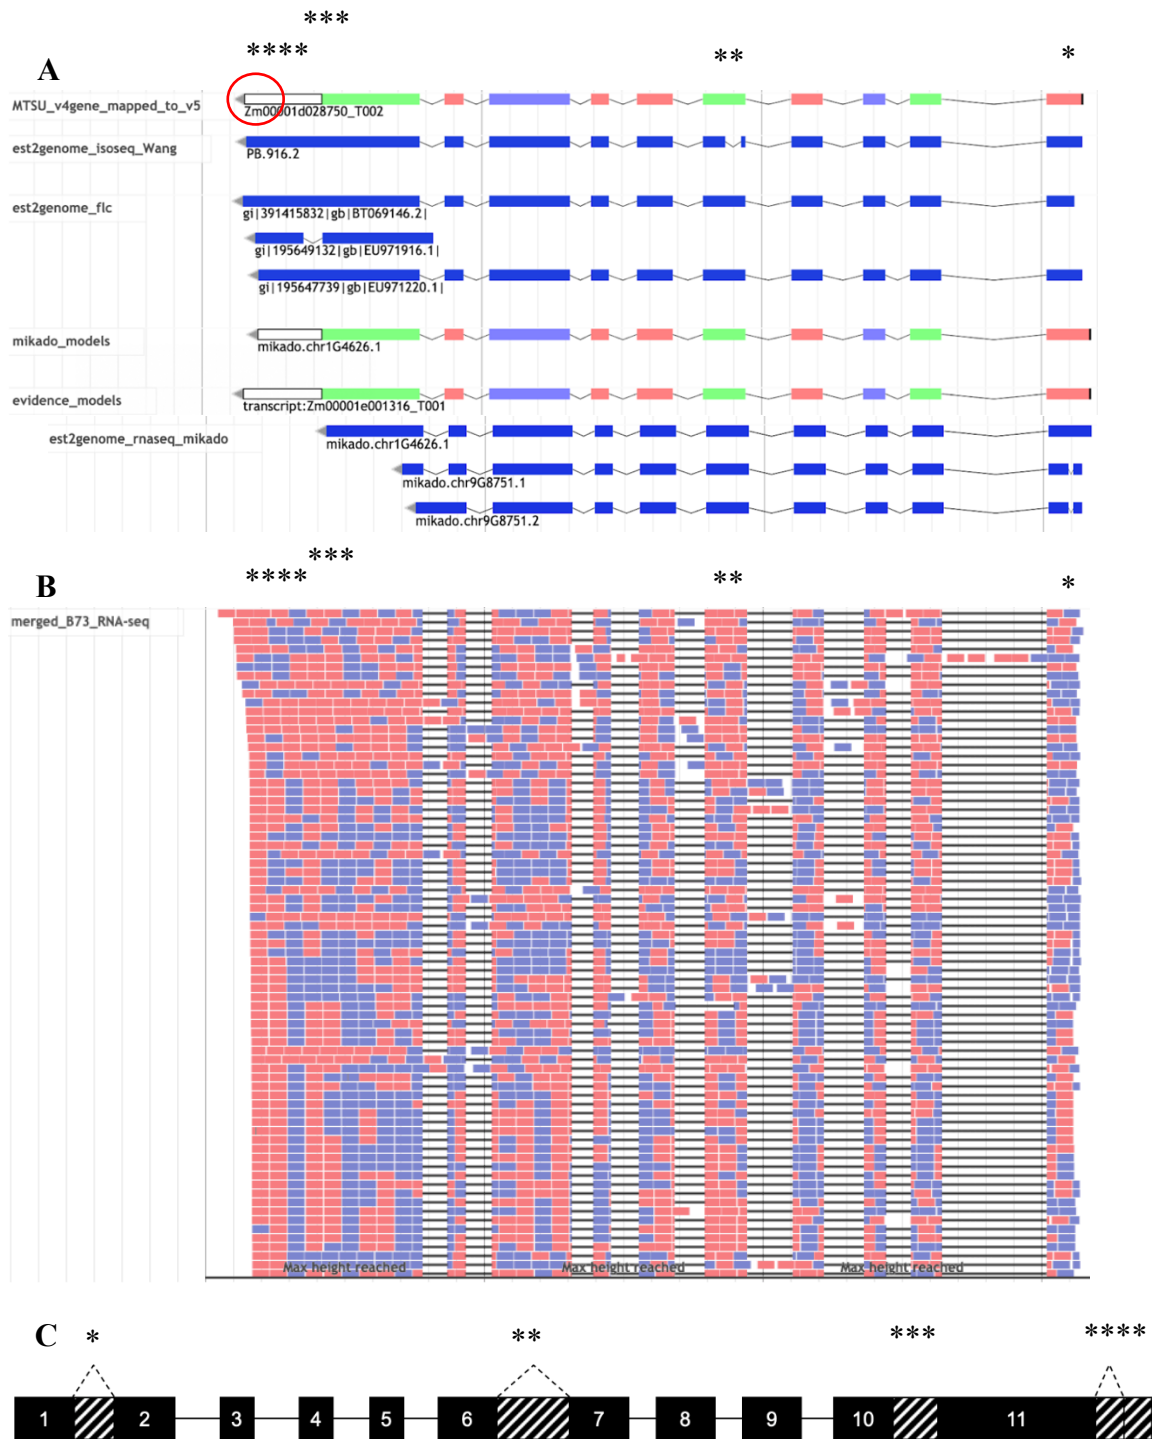 ***
**** ** *
A
MTSU_v4gene_mapped_to_v5
Zm00001d028750_T002
est2genome_isoseq_Wang
PB.916.2
est2genome_flc
gi|391415832|gb|BT069146.2|
gi|195649132|gb|EU971916.1|
gi|195647739|gb|EU971220.1|
mikado_models
mikado.chr1G4626.1
evidence_models
transcript:Zm00001e001316_T001
est2genome_rnaseq_mikado
mikado.chr1G4626.1
mikado.chr9G8751.1
mikado.chr9G8751.2
***
B **** ** *
merged_B73_RNA-seq
Max height reached Max height reached Max height reached
C * ** *** ****
1 2 3 4 5 6 7 8 9 10 11